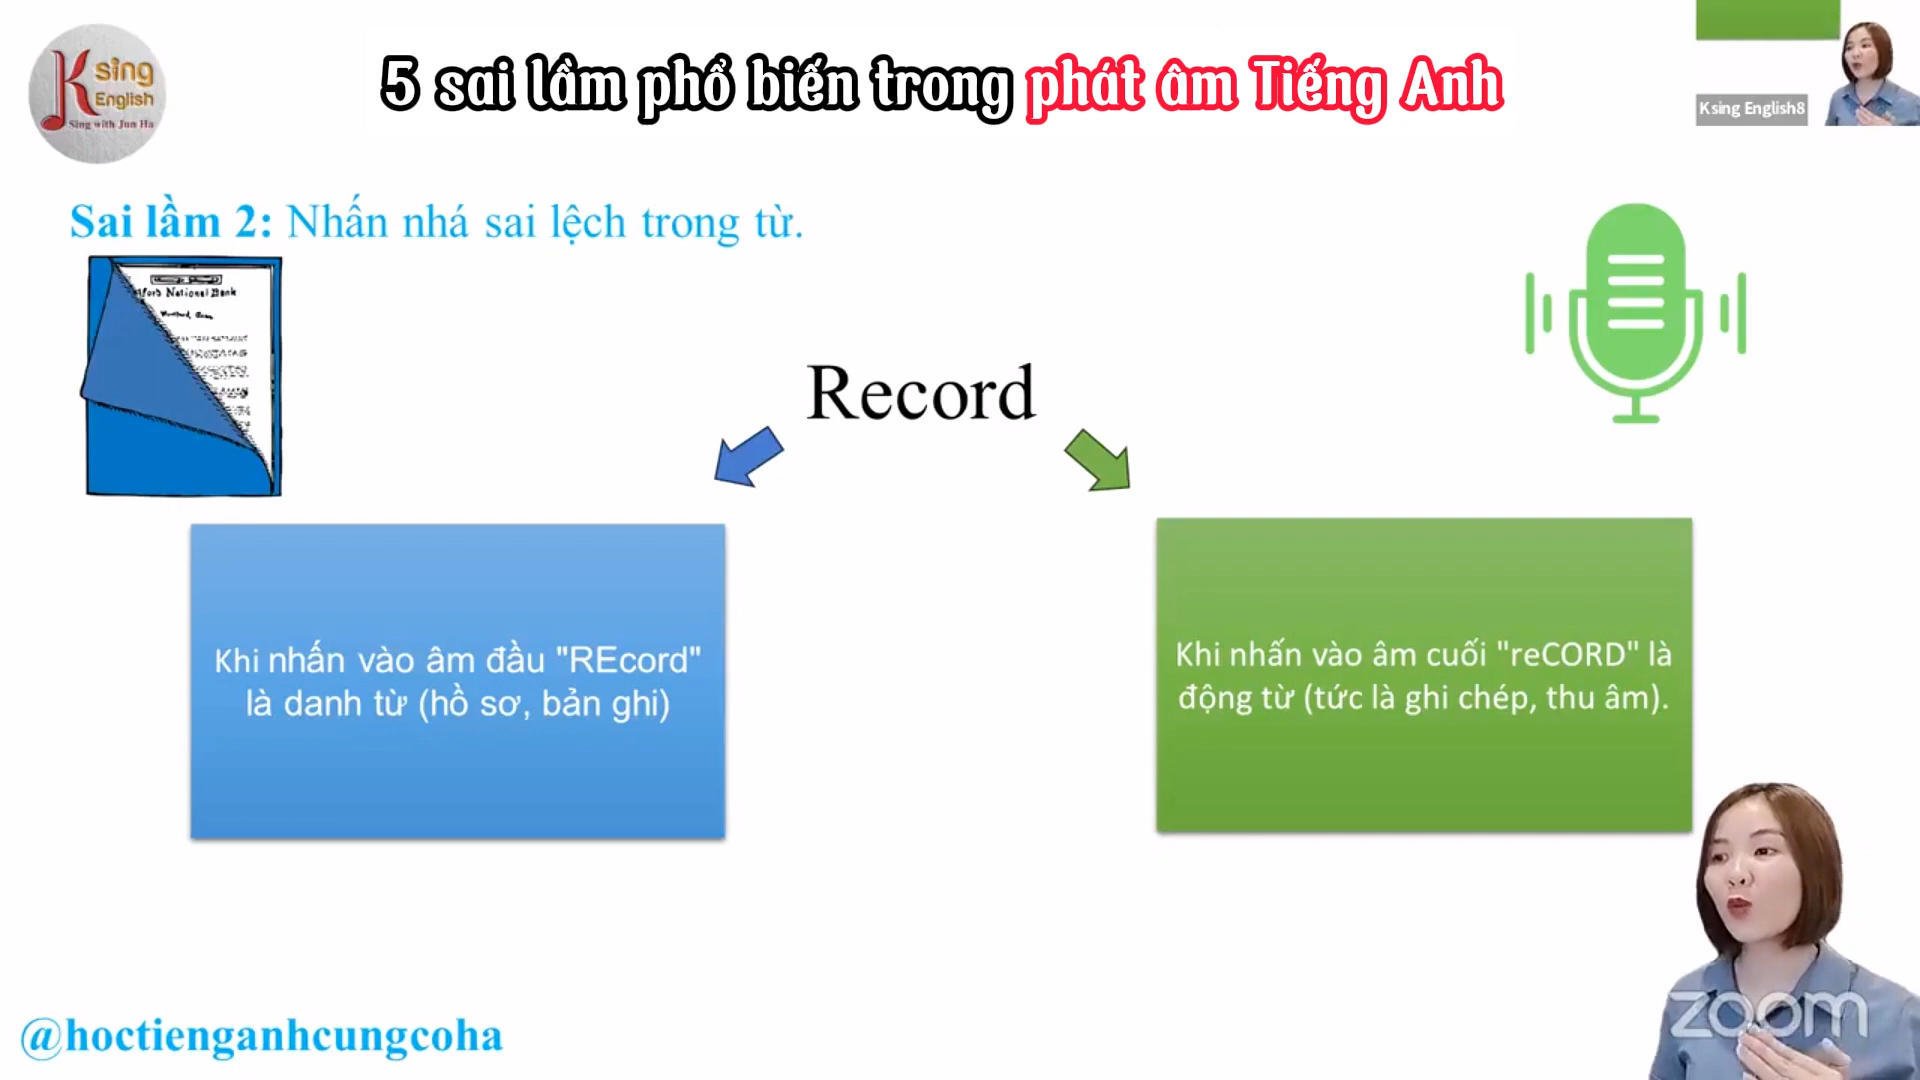 Ksing
English
Sing with Jun Ha
5 sai lầm phổ biến trong phát âm Tiếng Anh
Ksing English8
Sai lầm 2: Nhấn nhá sai lệch trong từ.
National Bank
Record
Khi nhấn vào âm đầu "REcord"
là danh từ (hồ sơ, bản ghi)
Khi nhấn vào âm cuối "reCORD" là
động từ (tức là ghi chép, thu âm).
zoom
@hoctienganhcungcoha